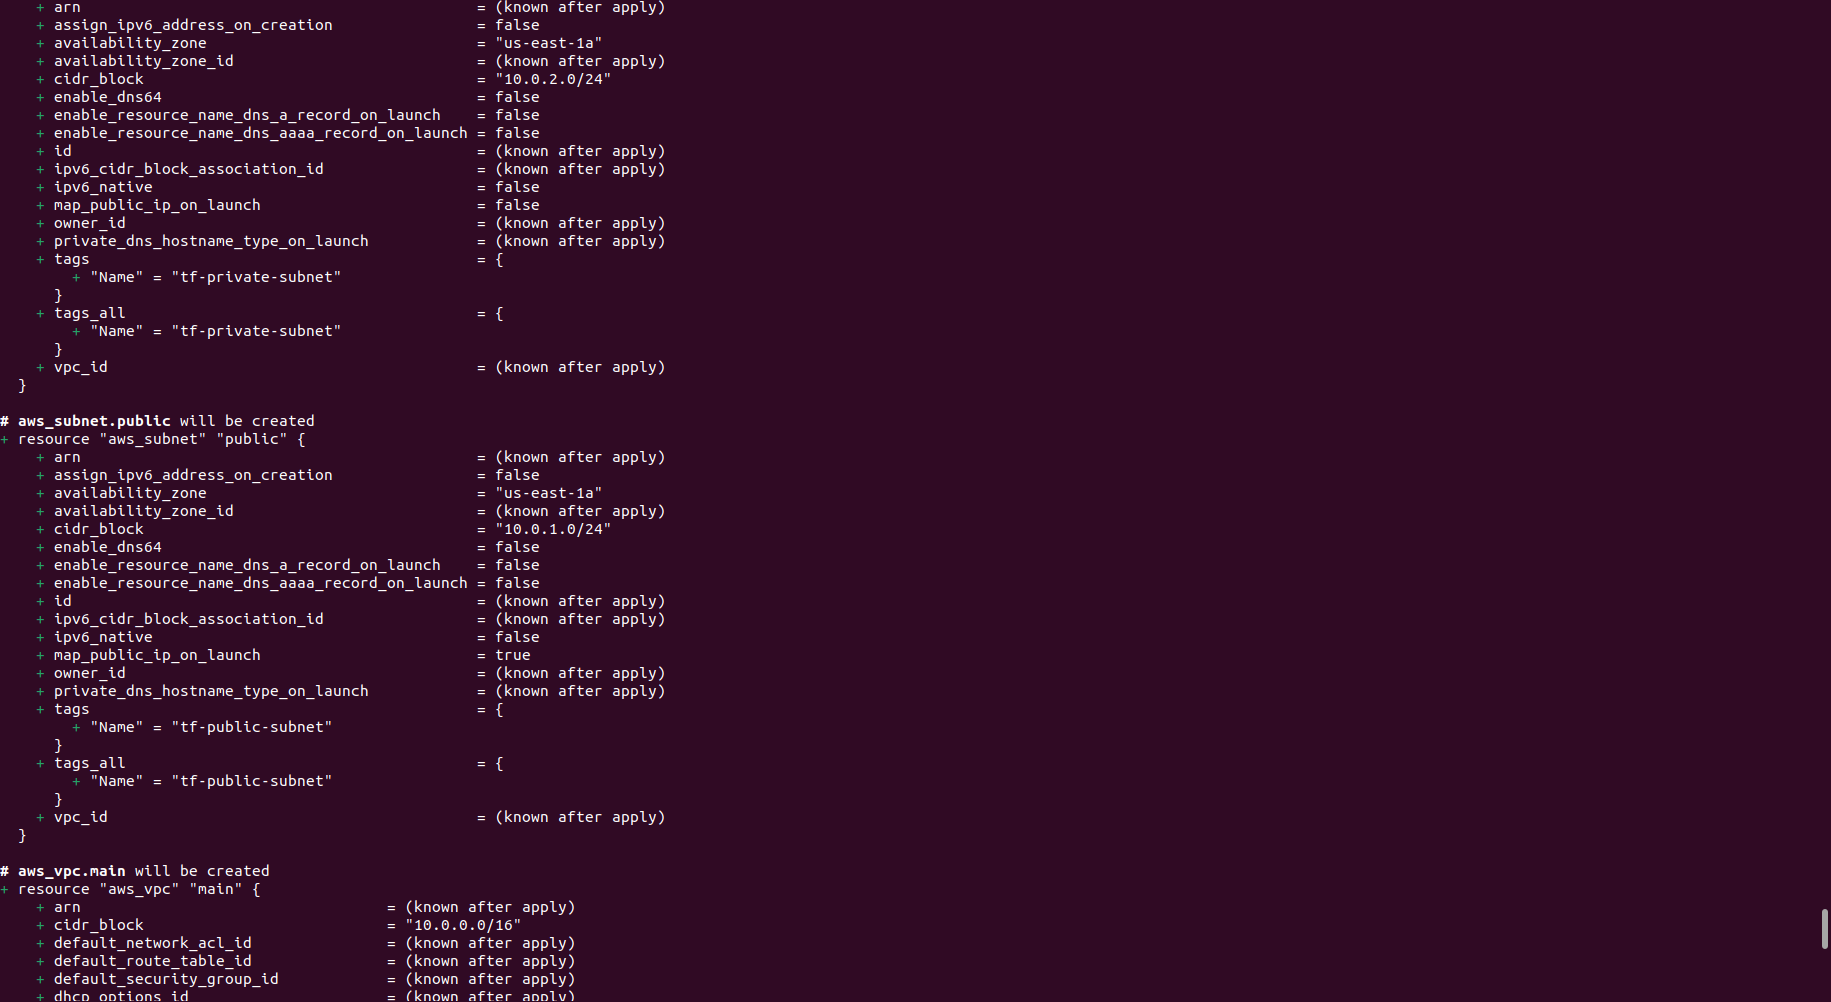 + arn = (known after apply)
+ assign_ipv6_address_on_creation = false
+ availability_zone = "us-east-1a"
+ availability_zone_id = (known after apply)
+ cidr_block = "10.0.2.0/24"
+ enable_dns64 = false
+ enable_resource_name_dns_a_record_on_launch = false
+ enable_resource_name_dns_aaaa_record_on_launch = false
+ id = (known after apply)
+ ipv6_cidr_block_association_id = (known after apply)
+ ipv6_native = false
+ map_public_ip_on_launch = false
+ owner_id = (known after apply)
+ private_dns_hostname_type_on_launch = (known after apply)
+ tags = {
+ "Name" = "tf-private-subnet"
}
+ tags_all = {
+ "Name" = "tf-private-subnet"
}
+ vpc_id = (known after apply)
}
# aws_subnet.public will be created
+ resource "aws_subnet" "public" {
+ arn = (known after apply)
+ assign_ipv6_address_on_creation = false
+ availability_zone = "us-east-1a"
+ availability_zone_id = (known after apply)
+ cidr_block = "10.0.1.0/24"
+ enable_dns64 = false
+ enable_resource_name_dns_a_record_on_launch = false
+ enable_resource_name_dns_aaaa_record_on_launch = false
+ id = (known after apply)
+ ipv6_cidr_block_association_id = (known after apply)
+ ipv6_native = false
+ map_public_ip_on_launch = true
+ owner_id = (known after apply)
+ private_dns_hostname_type_on_launch = (known after apply)
+ tags = {
+ "Name" = "tf-public-subnet"
}
+ tags_all = {
+ "Name" = "tf-public-subnet"
}
+ vpc_id = (known after apply)
}
# aws_vpc.main will be created
+ resource "aws_vpc" "main" {
+ arn = (known after apply)
+ cidr_block = "10.0.0.0/16"
+ default_network_acl_id = (known after apply)
+ default_route_table_id = (known after apply)
+ default_security_group_id = (known after apply)
+ dhcp_options_id = (known after apply)